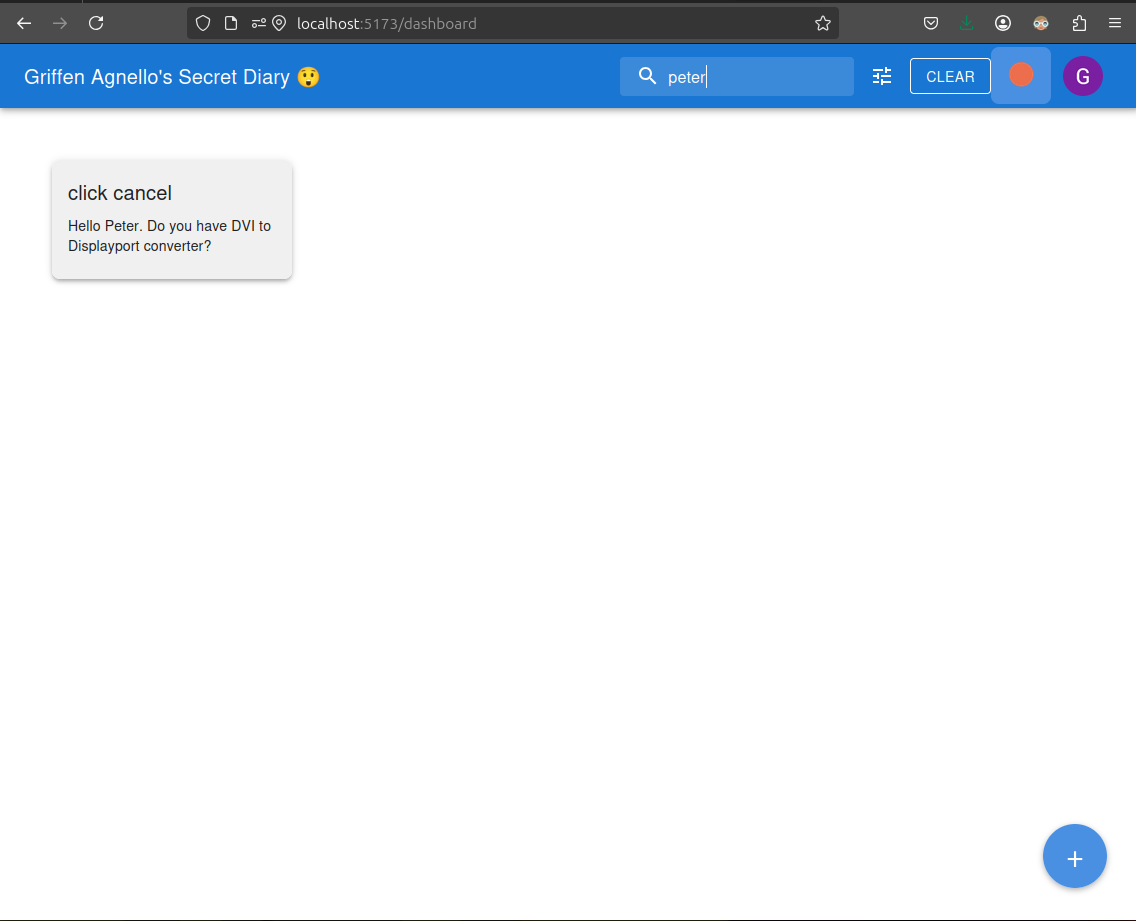 localhost:5173/dashboard
Griffen Agnello's Secret Diary 😲
peter
CLEAR
G
click cancel
Hello Peter. Do you have DVI to
Displayport converter?
+